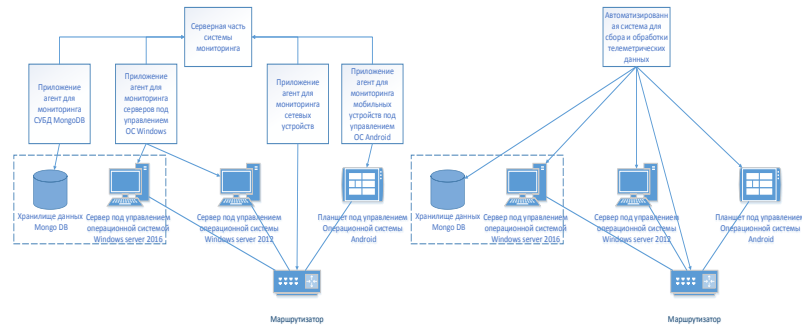 Серверная часть
системы
мониторинга
Приложение
агент для
мониторинга
СУБД MongoDB
Приложение
агент для
мониторинга
серверов под
управлением
ОС Windows
Приложение
агент для
мониторинга
сетевых
устройств
Приложение
агент для
мониторинга
мобильных
устройств под
управлением
ОС Android
Хранилище данных
Mongo DB
Сервер под управлением
операционной системой
Windows server 2016
Сервер под управлением
операционной системы
Windows server 2012
Планшет под управлением
Операционной системы
Android
Маршрутизатор
Автоматизированн
ая система для
сбора и обработки
телеметрических
данных
Хранилище данных
Mongo DB
Сервер под управлением
операционной системой
Windows server 2016
Сервер под управлением
операционной системы
Windows server 2012
Планшет под управлением
Операционной системы
Android
Маршрутизатор